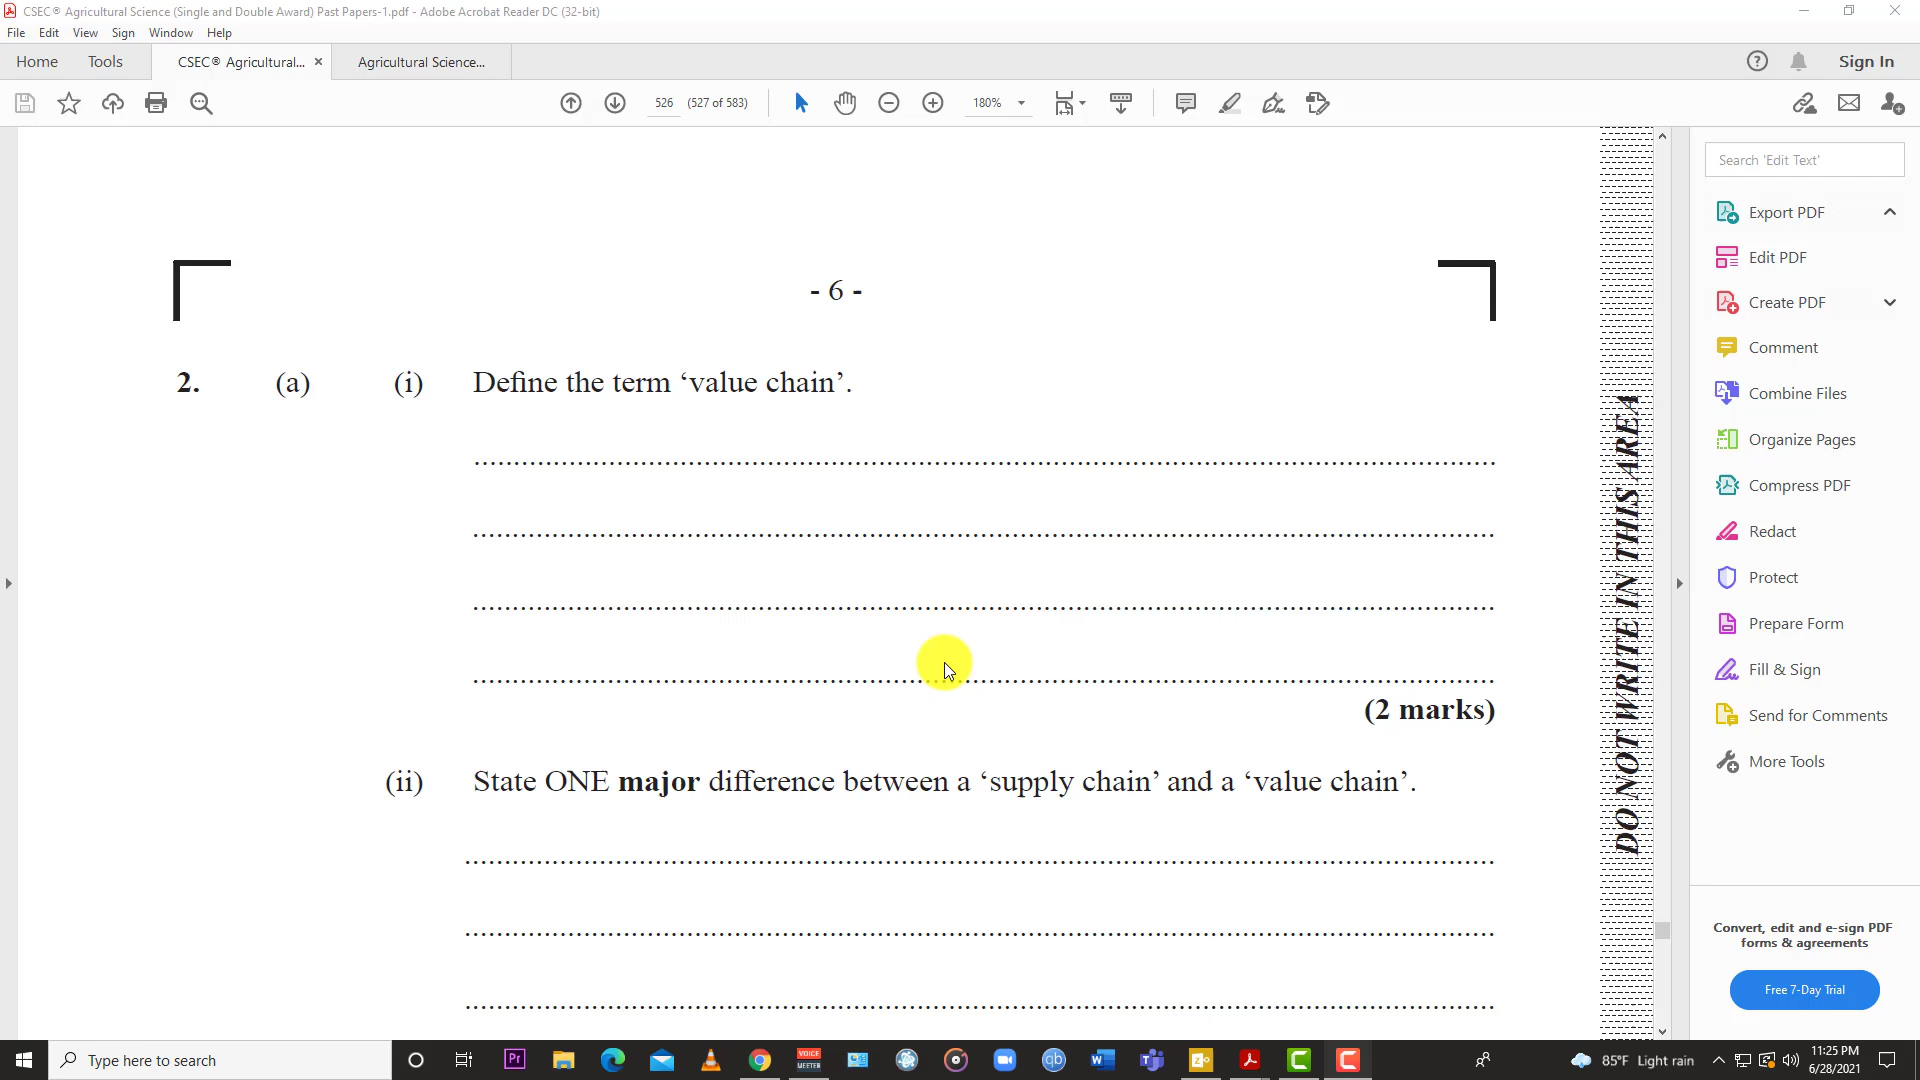 CSEC® Agricultural Science (Single and Double Award) Past Papers-1.pdf - Adobe Acrobat Reader DC (32-bit)
File Edit View Sign Window Help
Home Tools CSEC® Agricultural... × Agricultural Science... Sign In
526 (527 of 583) 180%
Search 'Edit Text'
Export PDF
Edit PDF
Create PDF
Comment
Combine Files
Organize Pages
Compress PDF
Redact
Protect
Prepare Form
Fill & Sign
Send for Comments
More Tools
Convert, edit and e-sign PDF
forms & agreements
Free 7-Day Trial
- 6 -
2. (a) (i) Define the term ‘value chain’.
(2 marks)
(ii) State ONE major difference between a ‘supply chain’ and a ‘value chain’.
DO NOT WRITE IN THIS AREA
Type here to search
Pr
VOICE
MEETER
qb
85°F Light rain
11:25 PM
6/28/2021